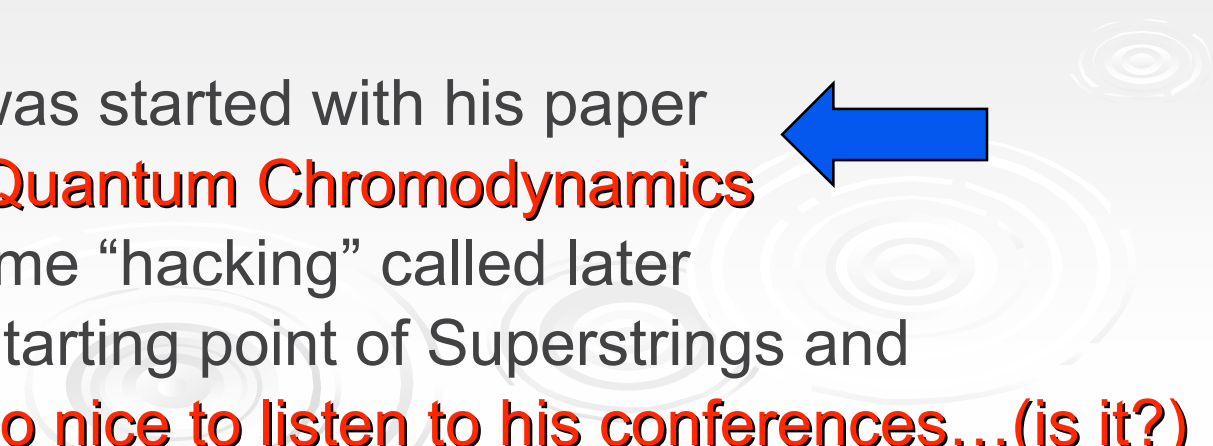 was started with his paper
Quantum Chromodynamics
me “hacking” called later
tarting point of Superstrings and
o nice to listen to his conferences…(is it?)